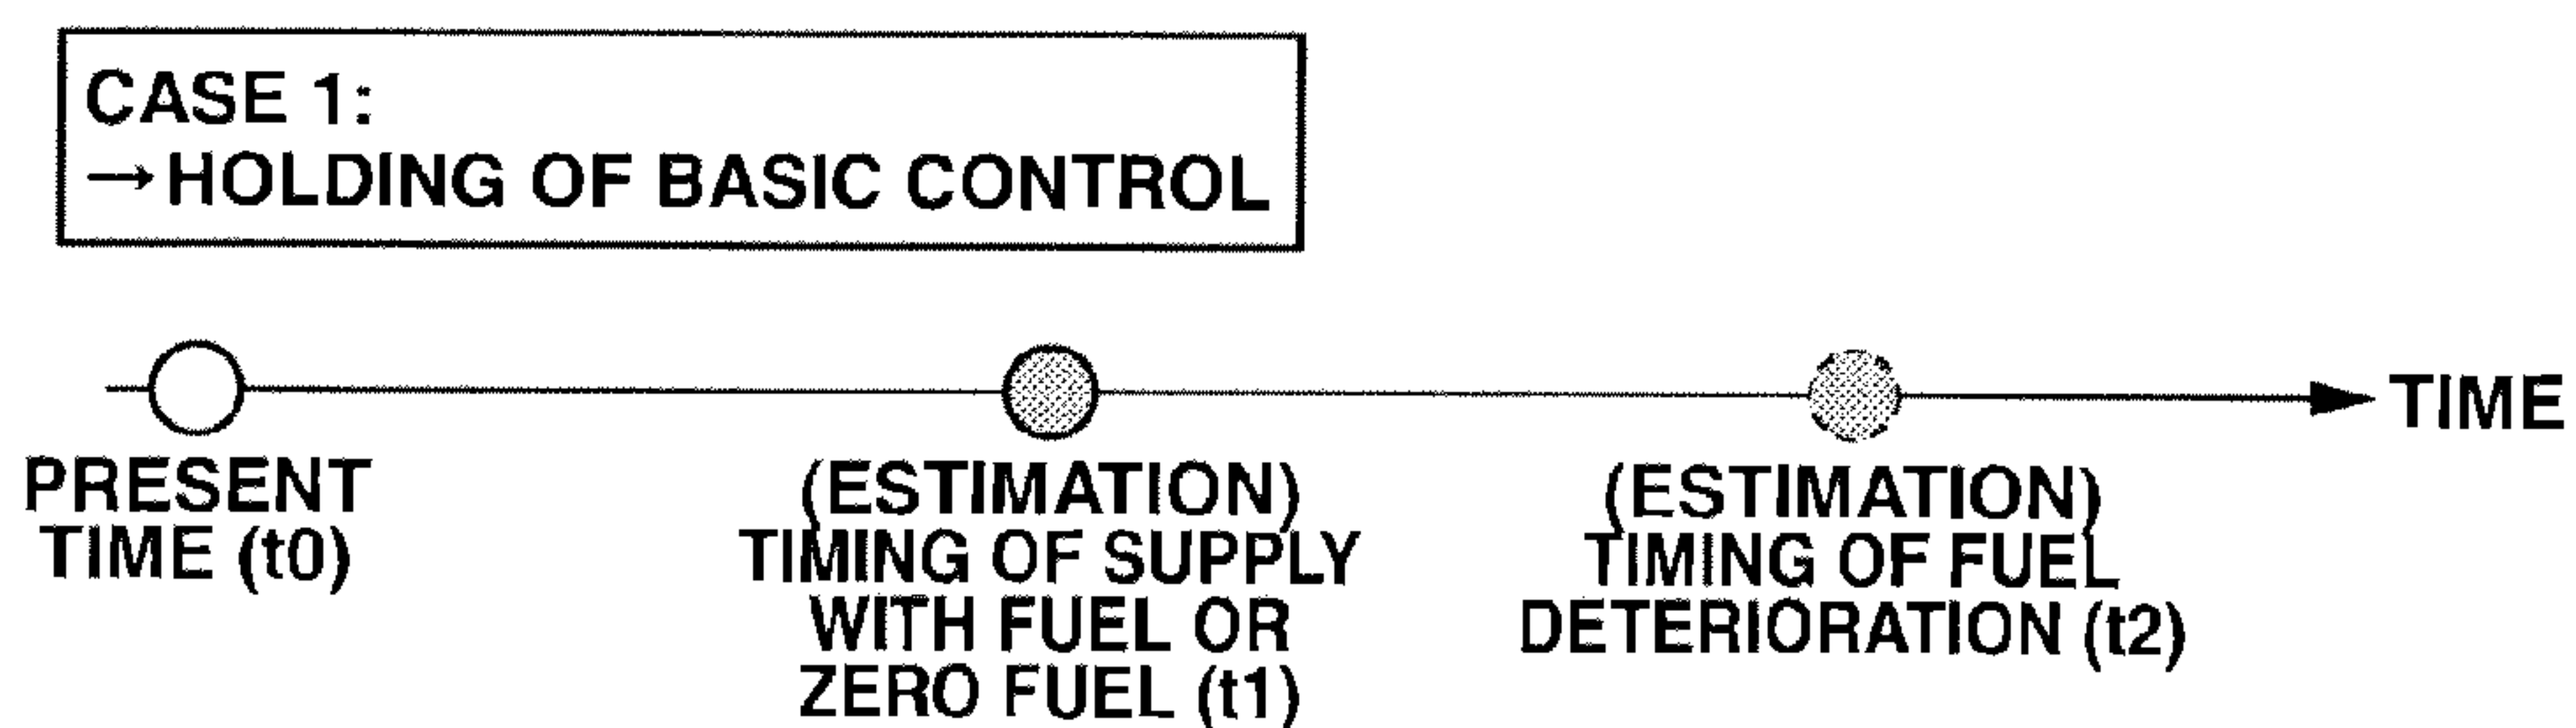 CASE 1:
→HOLDING OF BASIC CONTROL
TIME
PRESENT
TIME (t0)
(ESTIMATION)
TIMING OF SUPPLY
WITH FUEL OR
ZERO FUEL (t1)
(ESTIMATION)
TIMING OF FUEL
DETERIORATION (t2)